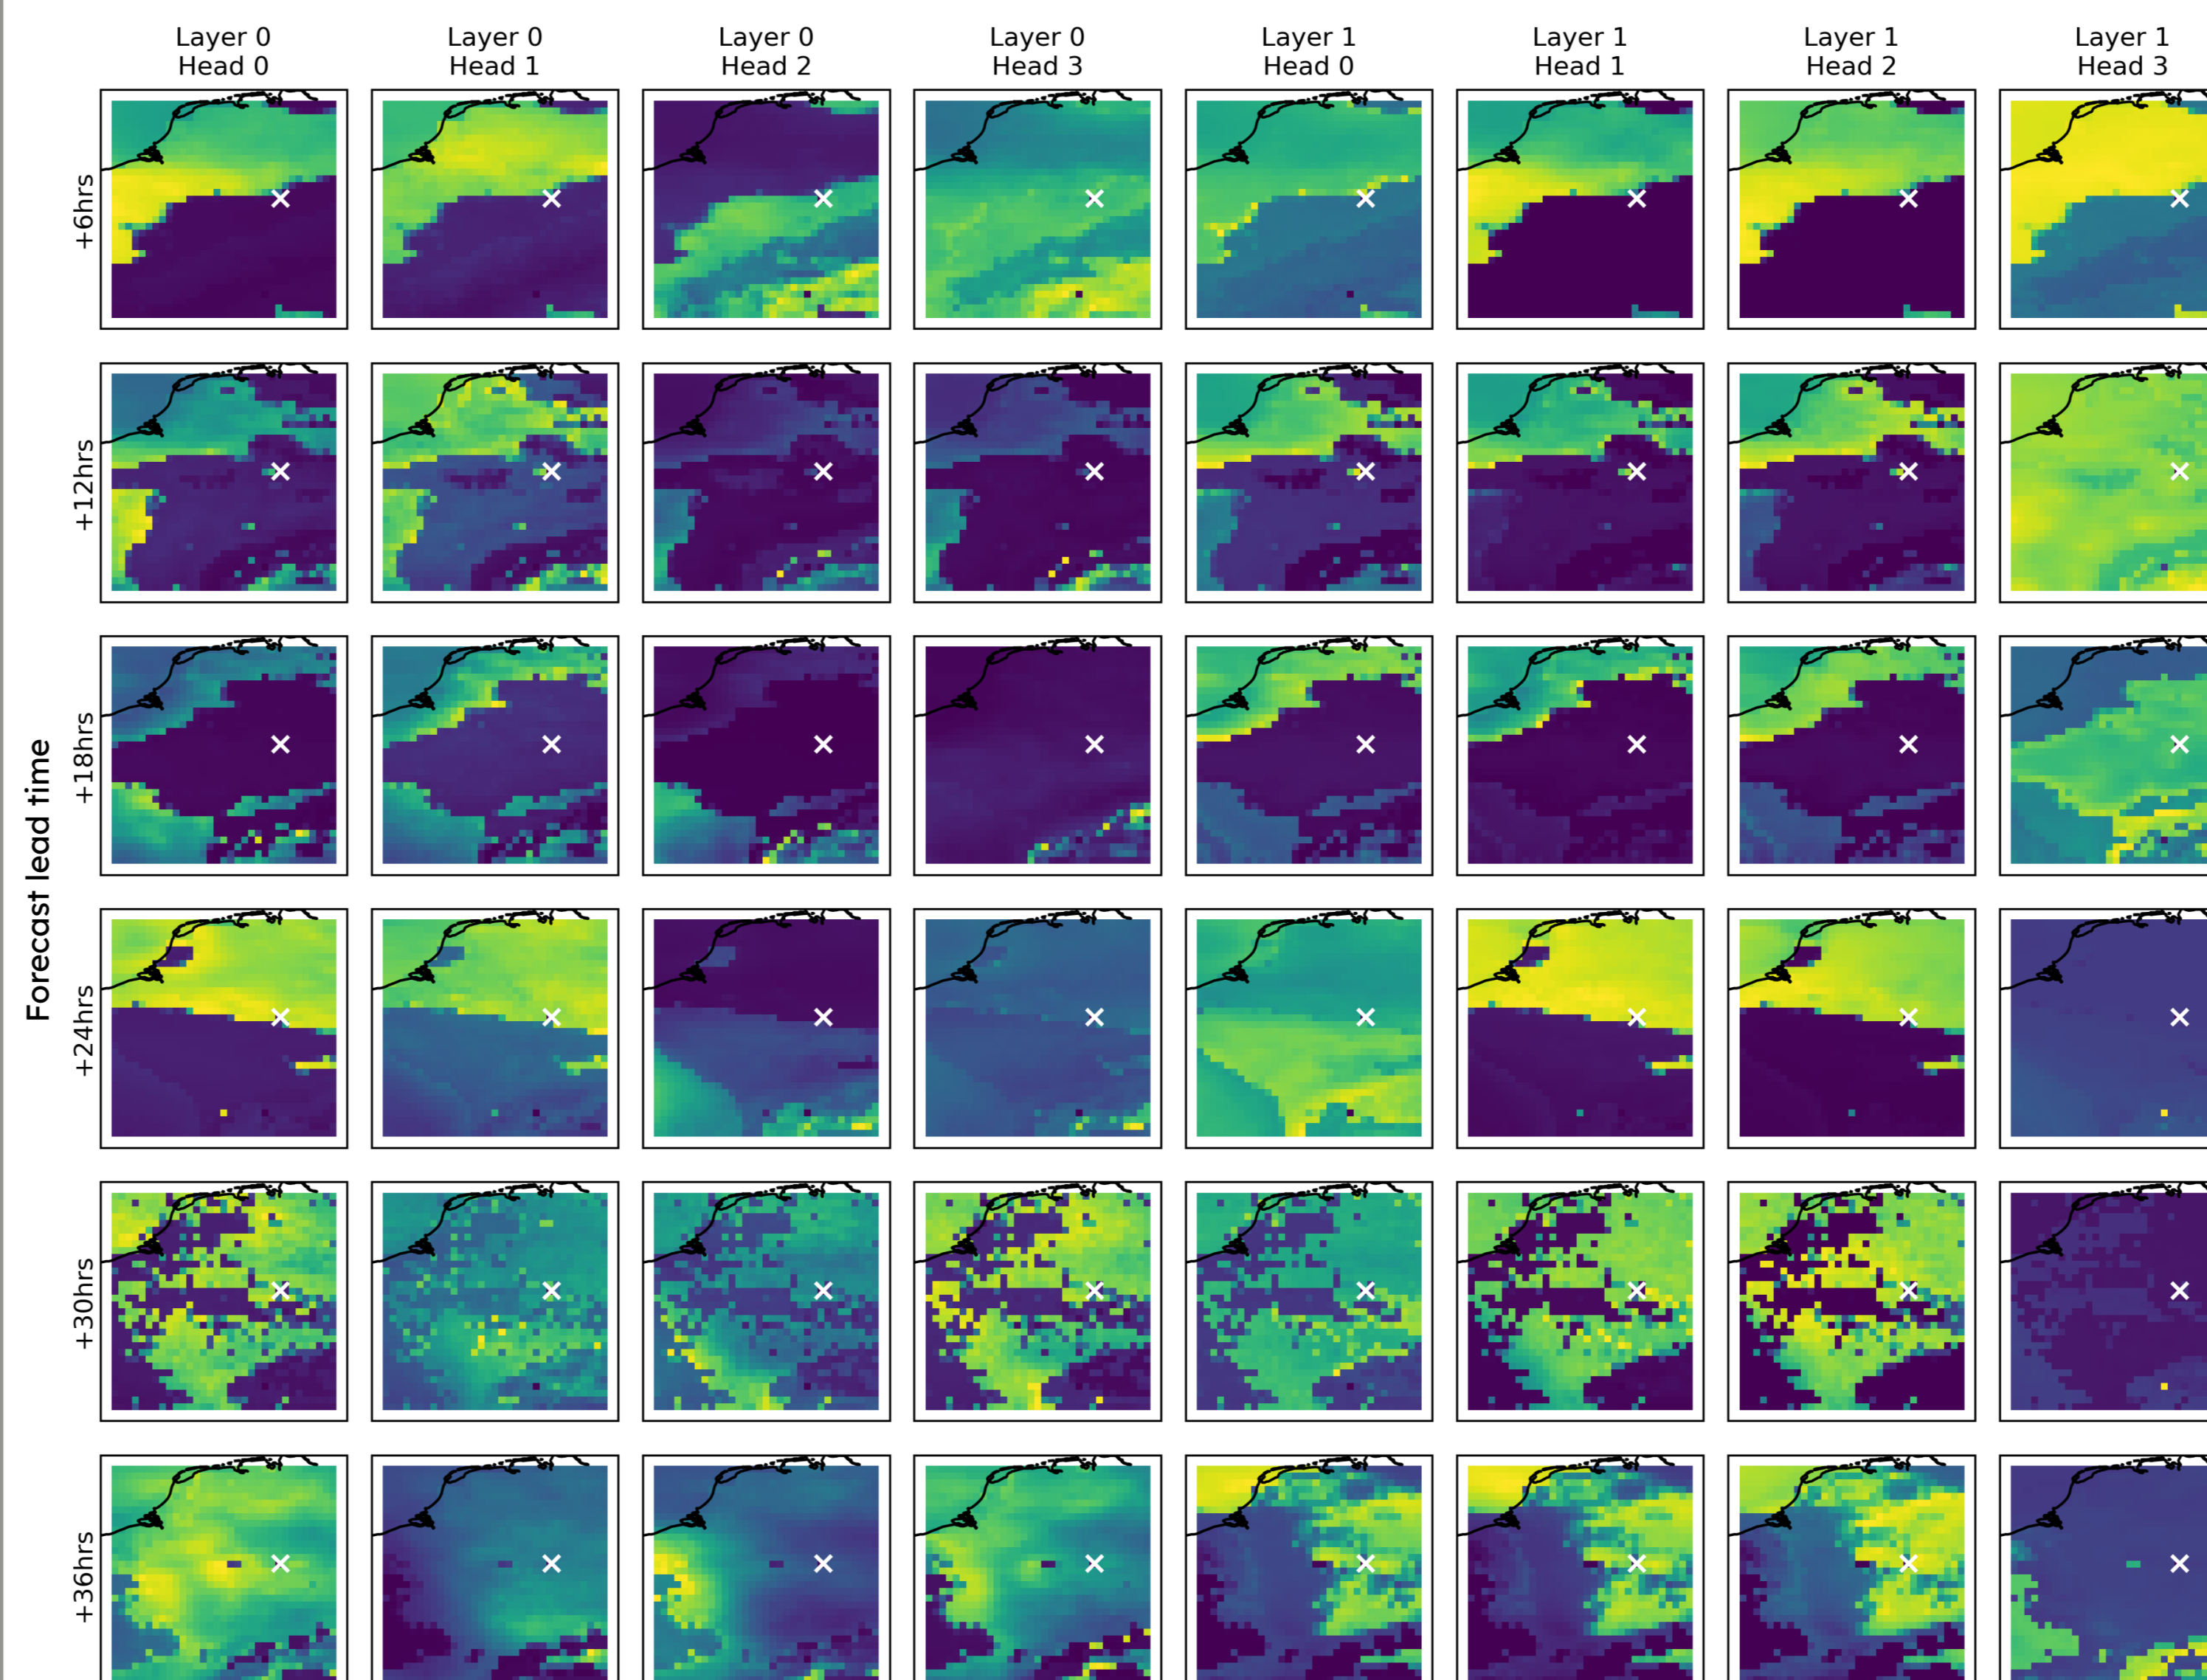 Layer 0
Head 0
Layer 0
Head 1
Layer 0
Head 2
Layer 0
Head 3
Layer 1
Head 0
Layer 1
Head 1
Layer 1
Head 2
Layer 1
Head 3
Forecast lead time
+6hrs
+12hrs
+18hrs
+24hrs
+30hrs
+36hrs